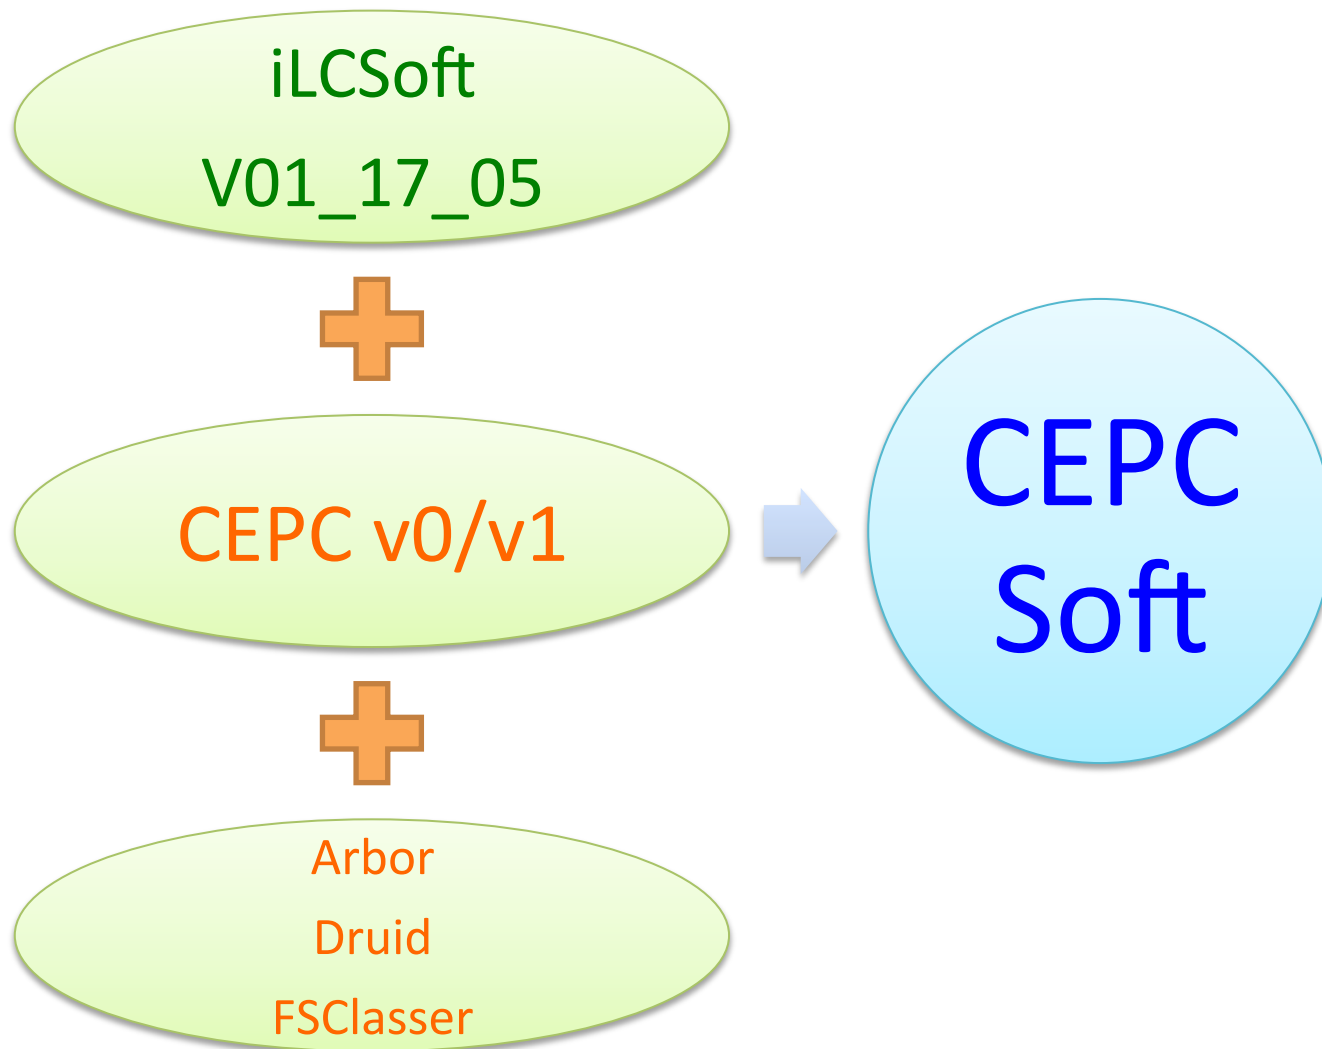 iLCSoft
V01_17_05
CEPC v0/v1
CEPC
Soft
Arbor
Druid
FSClasser